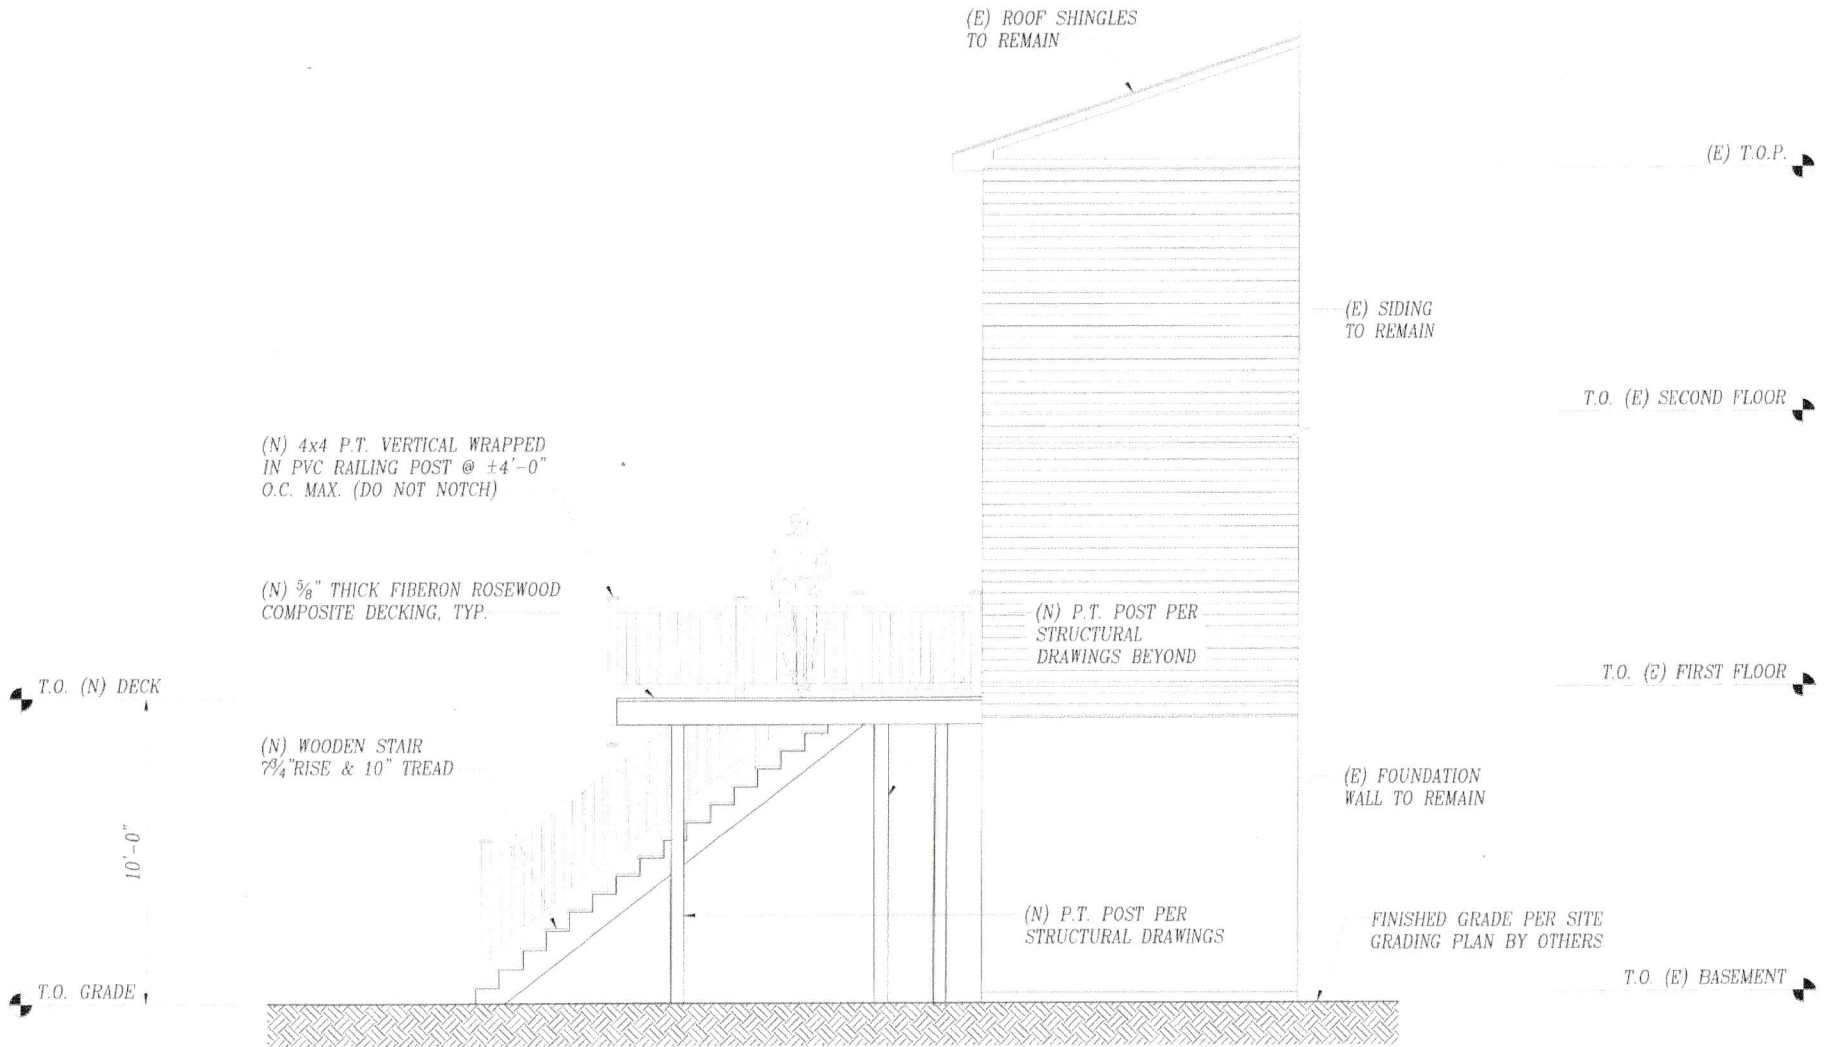 (E) ROOF SHINGLES
TO REMAIN
(E) T.O.P.
(E) SIDING
TO REMAIN
T.O. (E) SECOND FLOOR
(N) 4x4 P.T. VERTICAL WRAPPED
IN PVC RAILING POST @ ±4'-0"
O.C. MAX. (DO NOT NOTCH)
(N) ⅝" THICK FIBERON ROSEWOOD
COMPOSITE DECKING, TYP.
(N) P.T. POST PER
STRUCTURAL
DRAWINGS BEYOND
T.O. (E) FIRST FLOOR
T.O. (N) DECK
(N) WOODEN STAIR
7¾"RISE & 10" TREAD
(E) FOUNDATION
WALL TO REMAIN
10'-0"
(N) P.T. POST PER
STRUCTURAL DRAWINGS
FINISHED GRADE PER SITE
GRADING PLAN BY OTHERS
T.O. (E) BASEMENT
T.O. GRADE